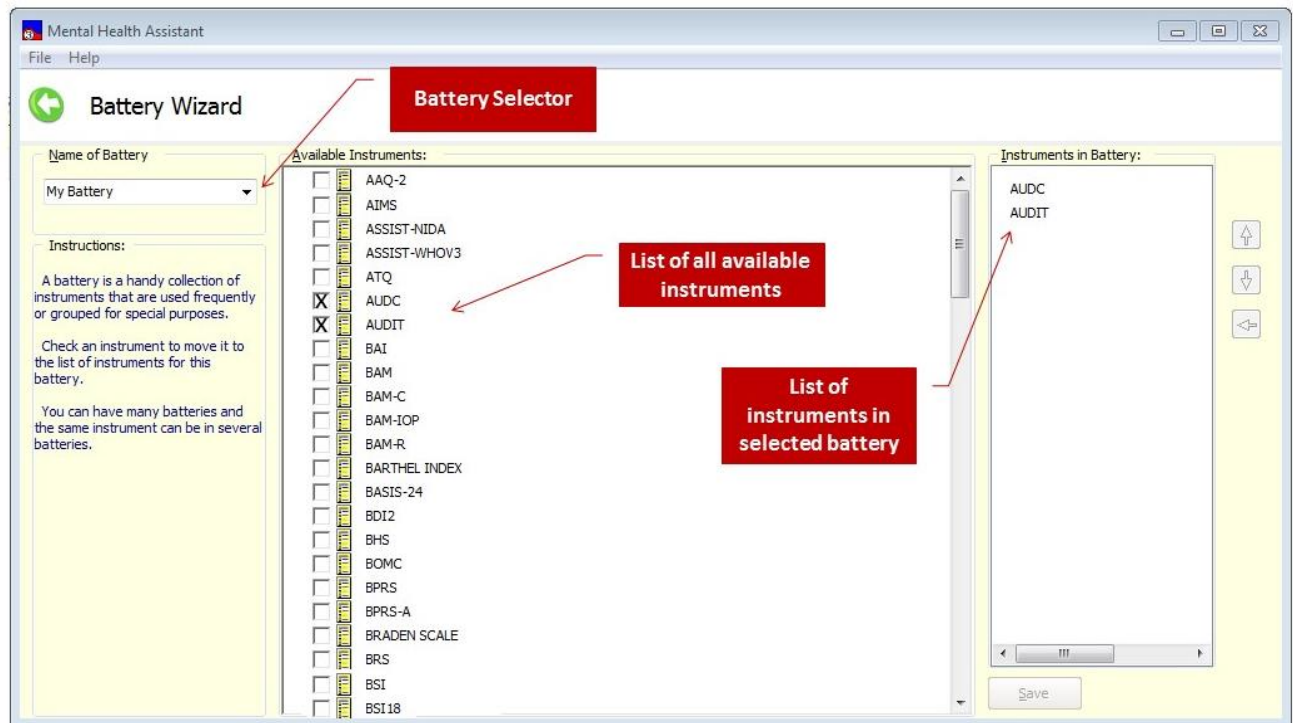 Mental Health Assistant
File Help
Battery Wizard
Battery Selector
Name of Battery
My Battery
Instructions:
A battery is a handy collection of
instruments that are used frequently
or grouped for special purposes.
Check an instrument to move it to
the list of instruments for this
battery.
You can have many batteries and
the same instrument can be in several
batteries.
Available Instruments:
AAQ-2
AIMS
ASSIST-NIDA
ASSIST-WHOV3
ATQ
X AUDC
X AUDIT
BAI
BAM
BAM-C
BAM-IOP
BAM-R
BARTHEL INDEX
BASIS-24
BDI2
BHS
BOMC
BPRS
BPRS-A
BRADEN SCALE
BRS
BSI
BSI18
List of all available
instruments
List of
instruments in
selected battery
Instruments in Battery:
AUDC
AUDIT
Save